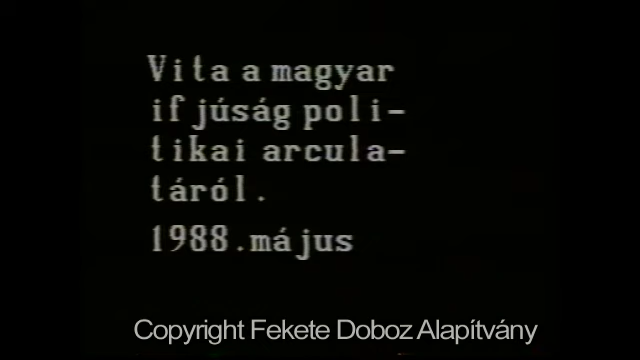 Vita a magyar
ifjúság poli-
tikai arcula-
táról.
1988.május
Copyright Fekete Doboz Alapítvány